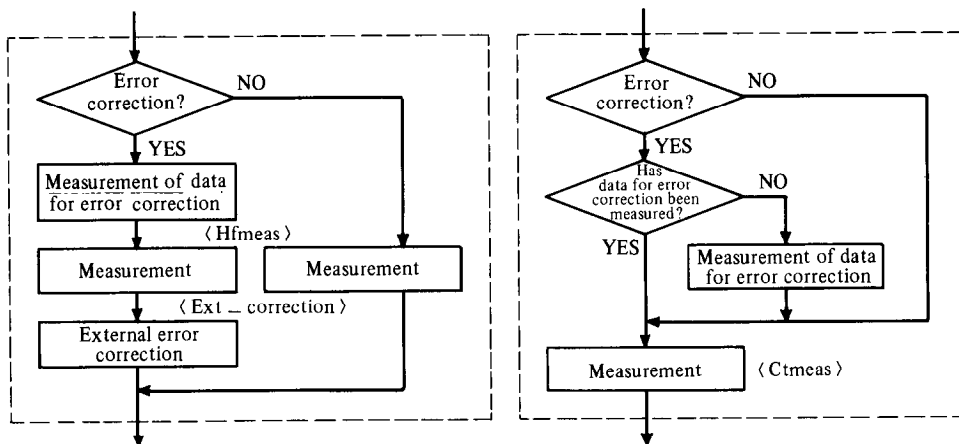 Error
correction?
NO
YES
Measurement of data
for error correction
⟨Hfmeas⟩
Measurement
Measurement
⟨Ext _ correction⟩
External error
correction
Error
correction?
NO
YES
Has
data for error
correction been
measured?
NO
YES
Measurement of data
for error correction
Measurement
⟨Ctmeas⟩